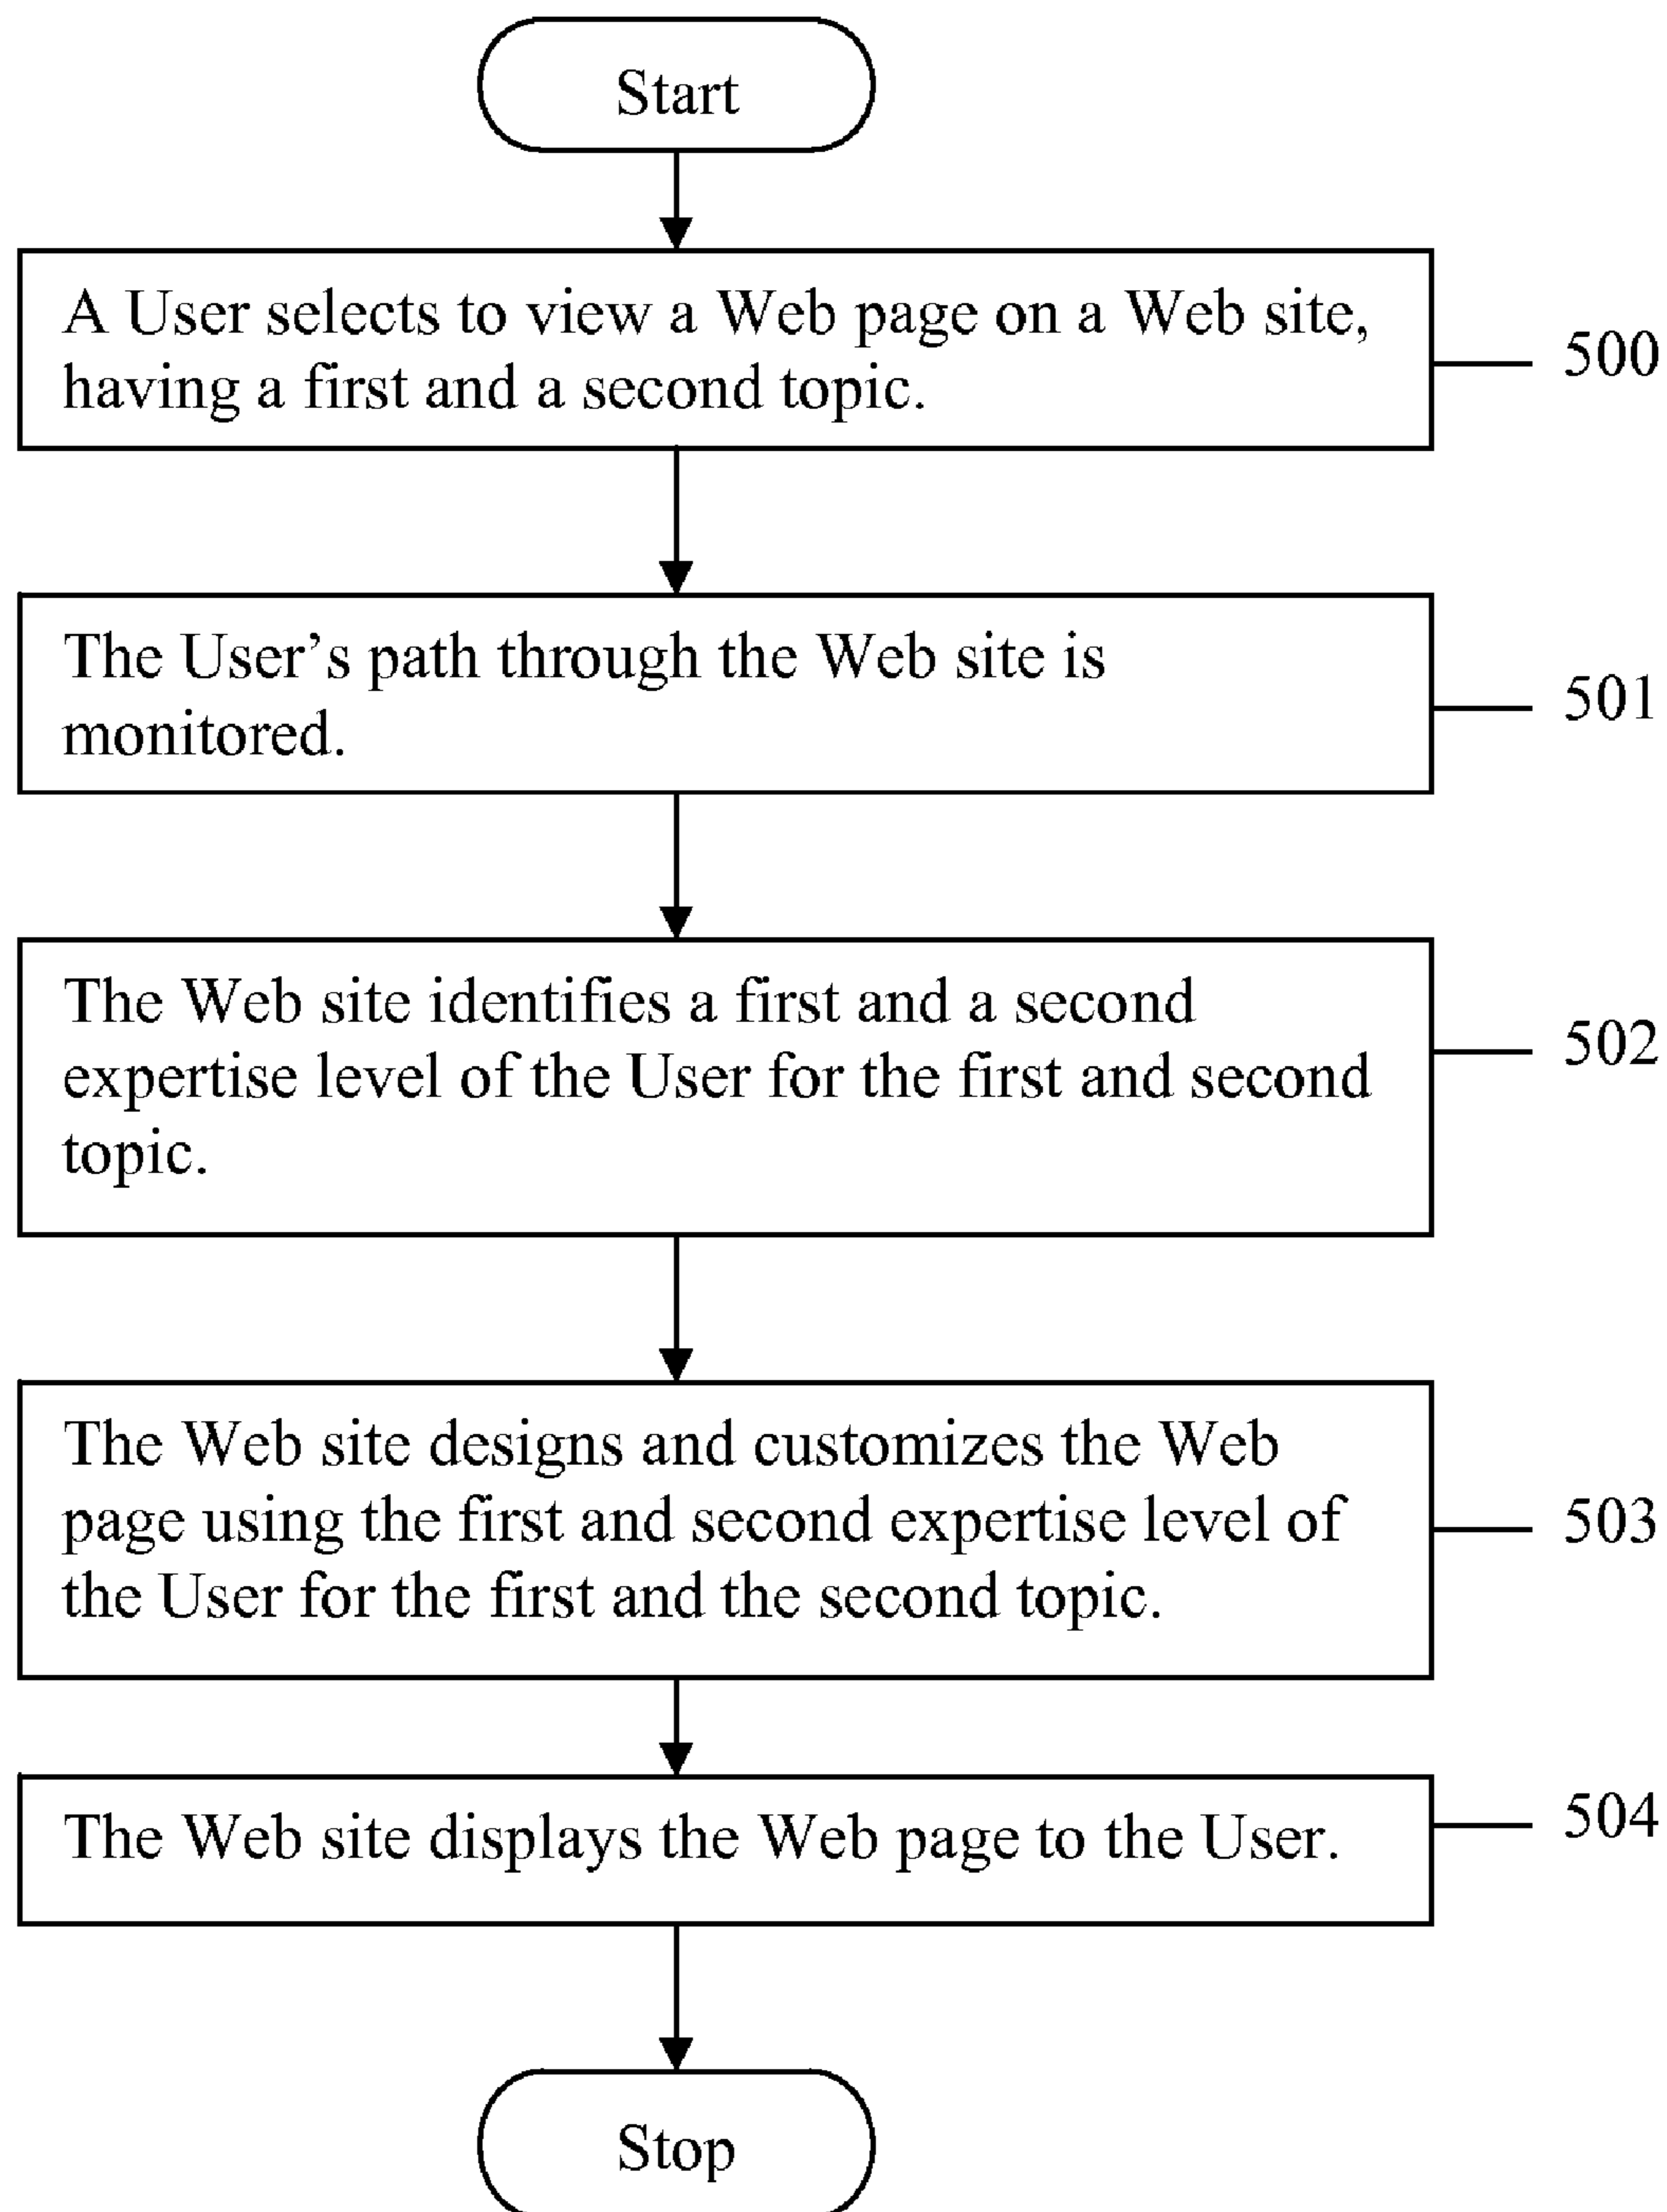 Start
A User selects to view a Web page on a Web site,
having a first and a second topic.
500
The User’s path through the Web site is
monitored.
501
The Web site identifies a first and a second
expertise level of the User for the first and second
topic.
502
The Web site designs and customizes the Web
page using the first and second expertise level of
the User for the first and the second topic.
503
The Web site displays the Web page to the User.
504
Stop